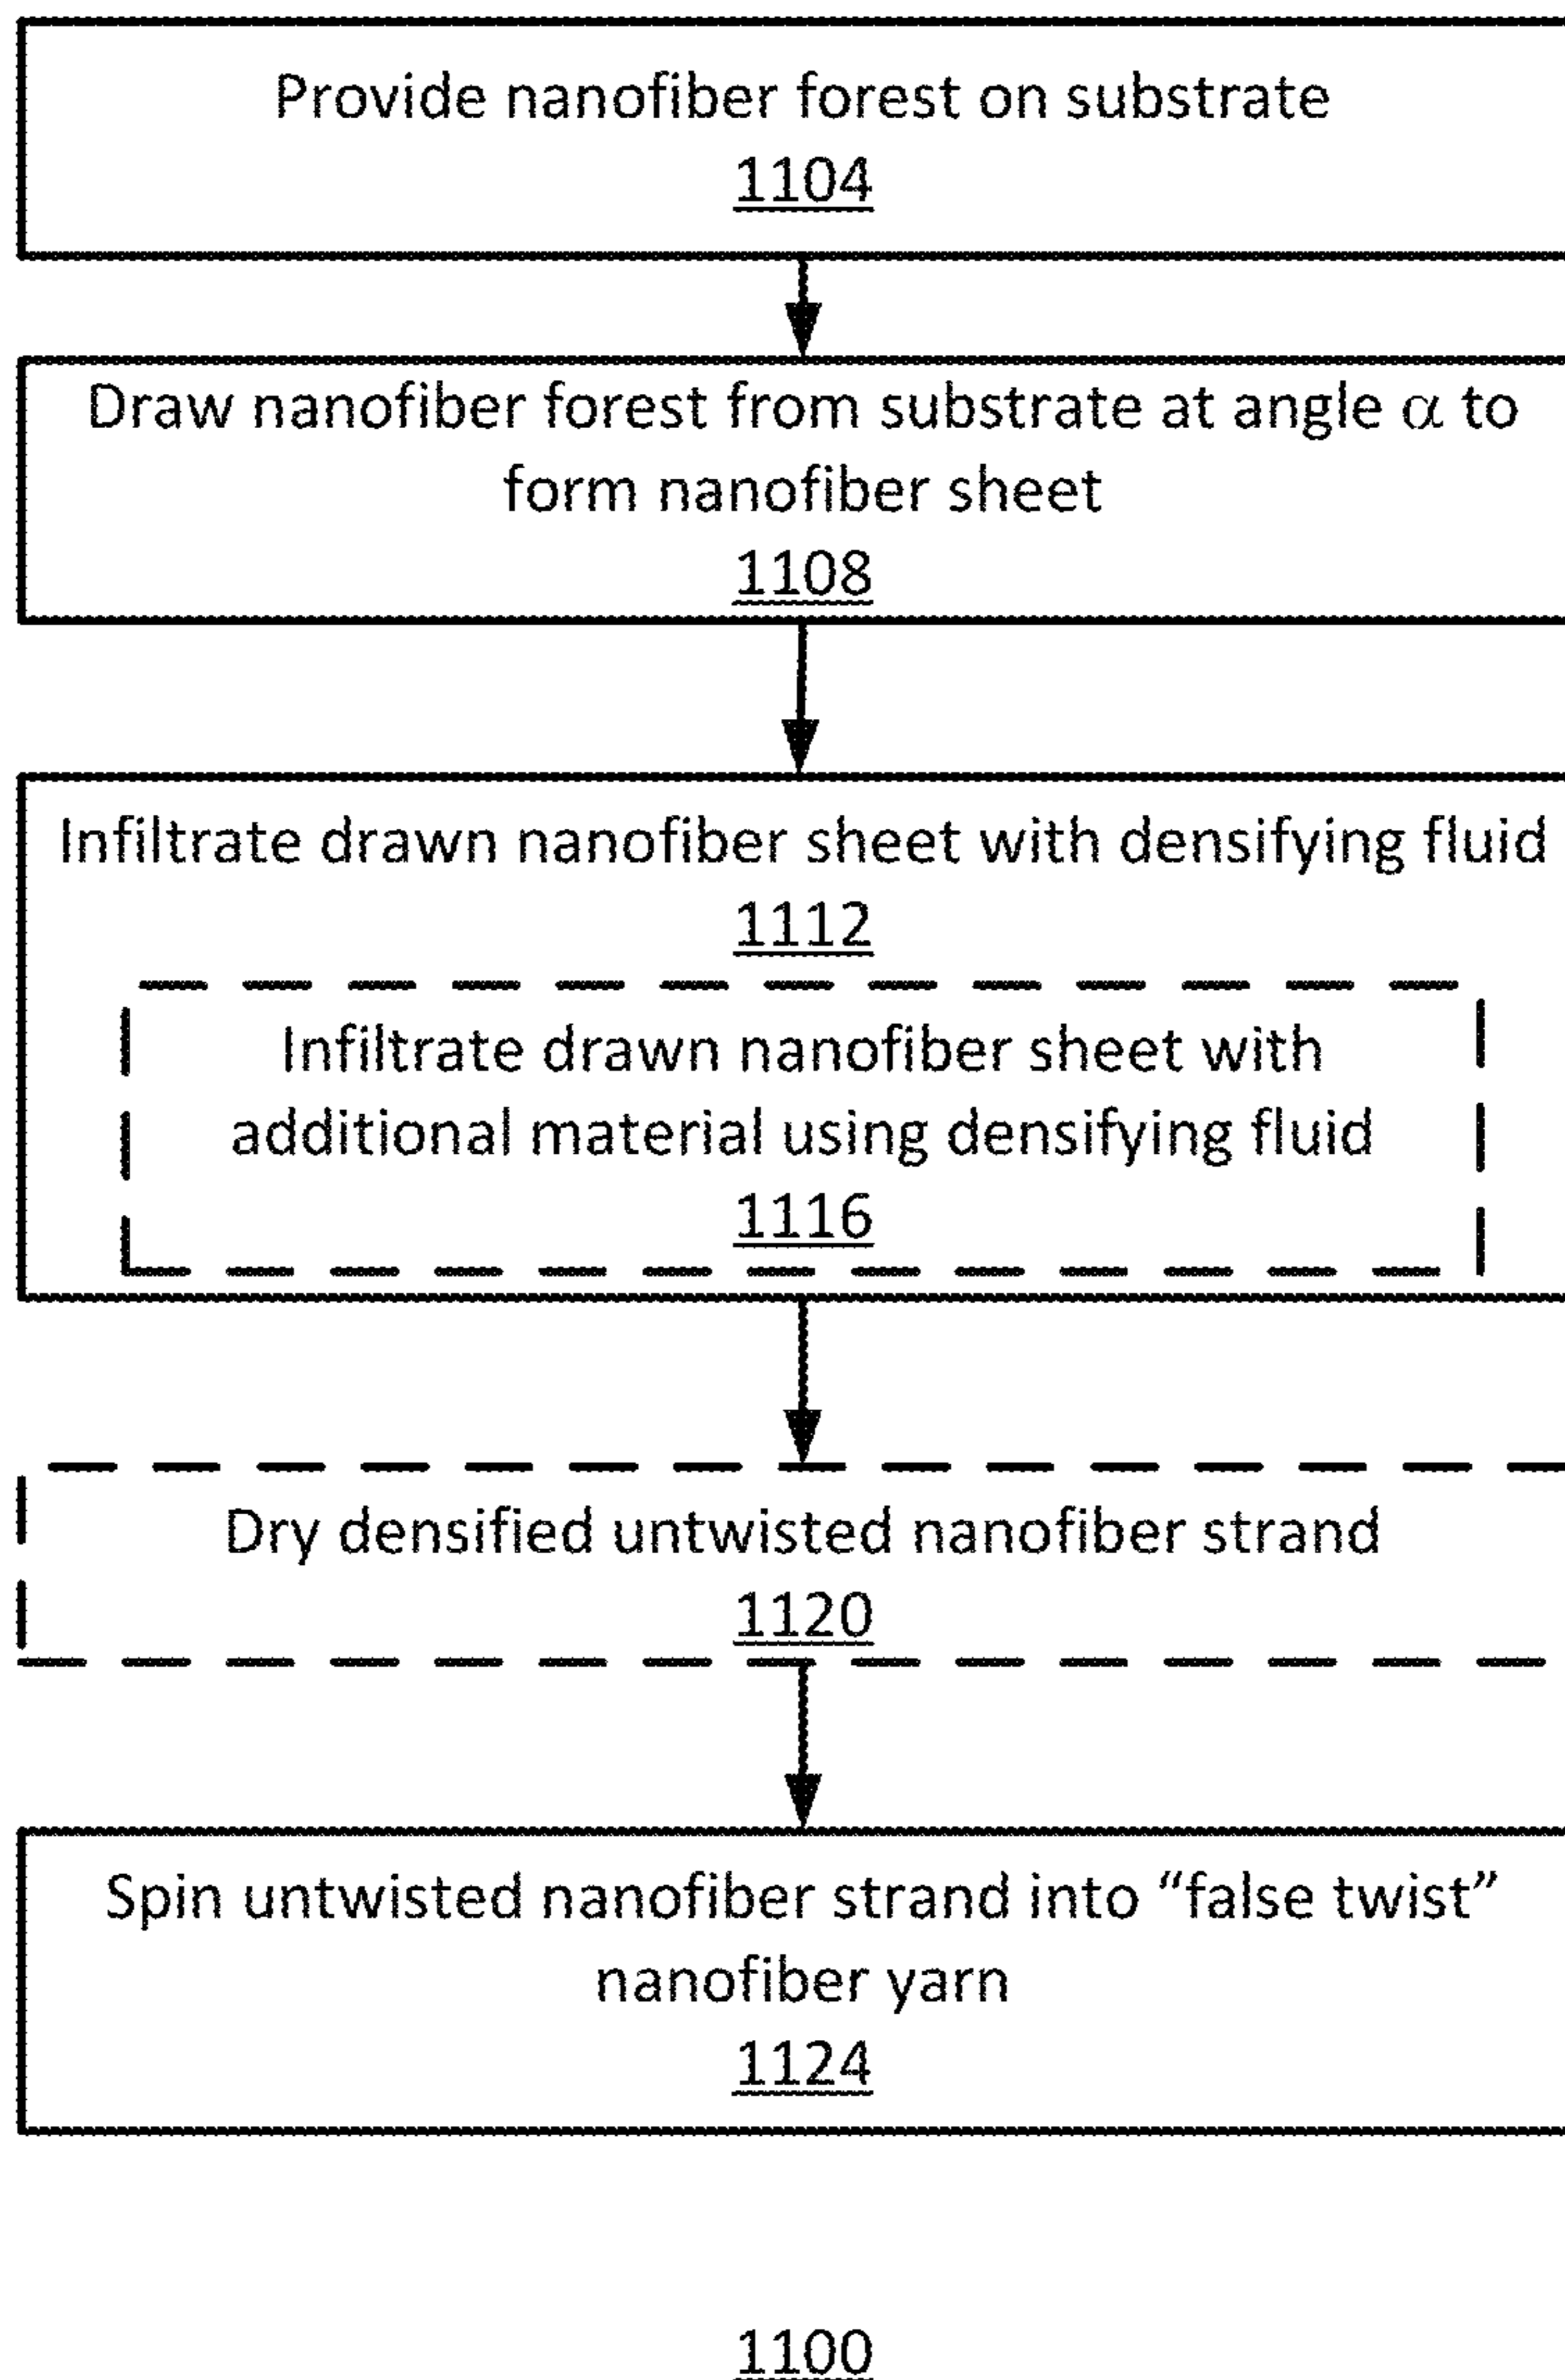 Provide nanofiber forest on substrate
1104
Draw nanofiber forest from substrate at angle α to
form nanofiber sheet
1108
Infiltrate drawn nanofiber sheet with densifying fluid
1112
Infiltrate drawn nanofiber sheet with
additional material using densifying fluid
1116
Dry densified untwisted nanofiber strand
1120
Spin untwisted nanofiber strand into “false twist”
nanofiber yarn
1124
1100